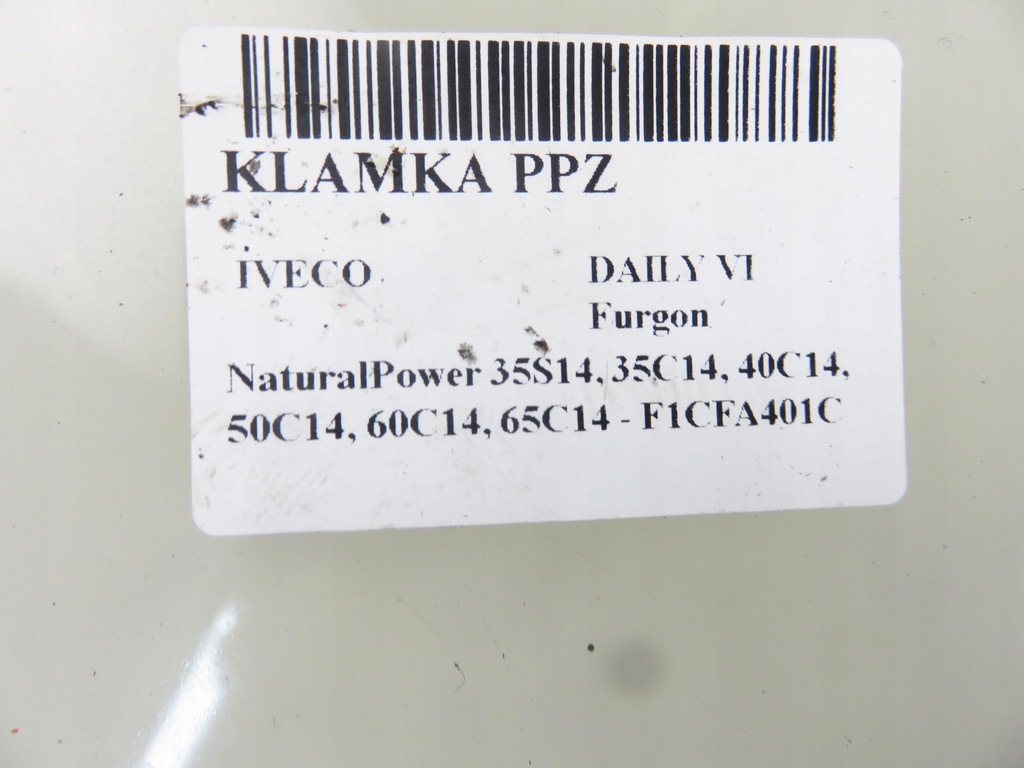 KLAMKA PPZ
IVECO DAILY VI
Furgon
NaturalPower 35S14, 35C14, 40C14,
50C14, 60C14, 65C14 - F1CFA401C